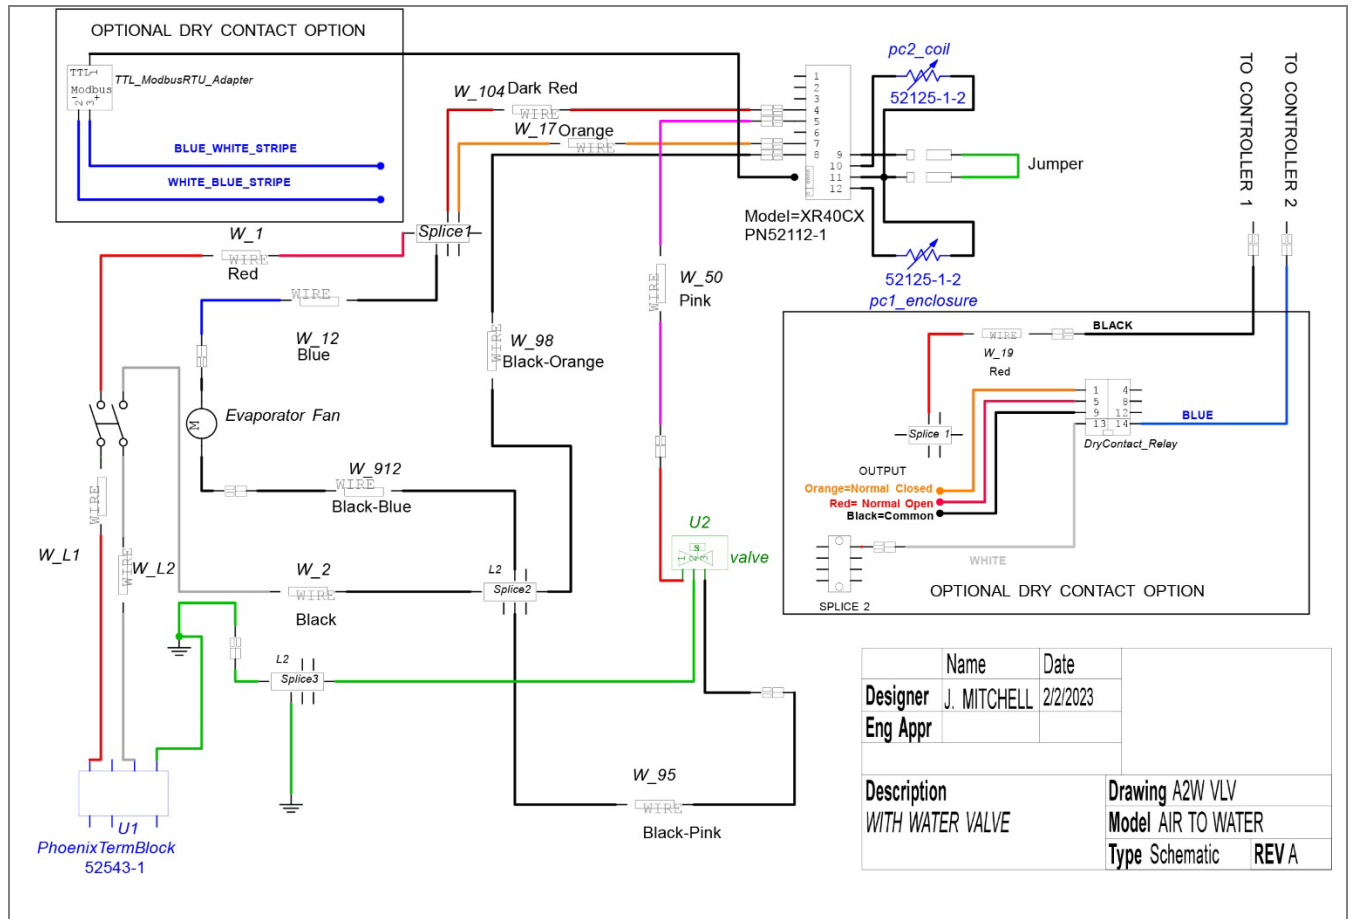 OPTIONAL DRY CONTACT OPTION
TTL_ModbusRTU_Adapter
TTL
1
Modbus
-
+
2
3
BLUE_WHITE_STRIPE
WHITE_BLUE_STRIPE
W_104 Dark Red
WIRE
W_17 Orange
WIRE
pc2_coil
52125-1-2
1
2
3
4
5
6
7
8
9
10
11
12
Jumper
Model=XR40CX
PN52112-1
52125-1-2
pc1_enclosure
TO CONTROLLER 1
TO CONTROLLER 2
Splice1
W_1
WIRE
Red
WIRE
W_12
Blue
W_50
WIRE
Pink
W_98
WIRE
Black-Orange
M
Evaporator Fan
W_912
WIRE
Black-Blue
WIRE
W_L1
WIRE
W_L2
W_2
WIRE
Black
L2
Splice2
U2
S
1
2
3
valve
L2
Splice3
W_95
WIRE
Black-Pink
U1
PhoenixTermBlock
52543-1
BLACK
WIRE
W_19
Red
1
5
9
13
4
8
12
14
BLUE
DryContact_Relay
Splice 1
OUTPUT
Orange=Normal Closed
Red= Normal Open
Black=Common
WHITE
SPLICE 2
OPTIONAL DRY CONTACT OPTION
Name
Date
Designer
J. MITCHELL
2/2/2023
Eng Appr
Description
WITH WATER VALVE
Drawing A2W VLV
Model AIR TO WATER
Type Schematic
REV A